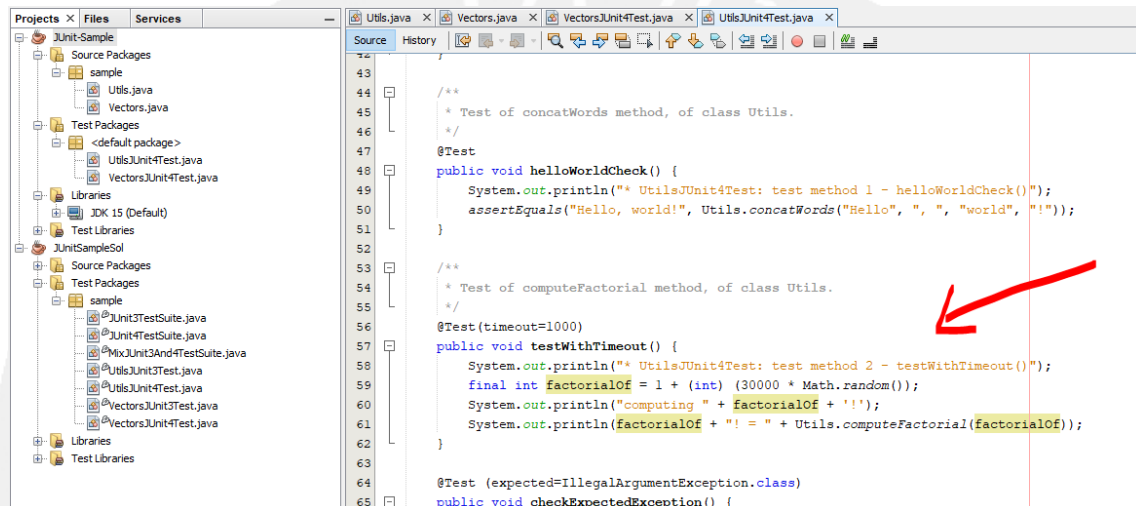 Projects × Files Services
JUnit-Sample
Source Packages
sample
Utils.java
Vectors.java
Test Packages
<default package>
UtilsJUnit4Test.java
VectorsJUnit4Test.java
Libraries
JDK 15 (Default)
Test Libraries
JUnitSampleSol
Source Packages
Test Packages
sample
JUnit3TestSuite.java
JUnit4TestSuite.java
MixJUnit3And4TestSuite.java
UtilsJUnit3Test.java
UtilsJUnit4Test.java
VectorsJUnit3Test.java
VectorsJUnit4Test.java
Libraries
Test Libraries
Utils.java × Vectors.java × VectorsJUnit4Test.java × UtilsJUnit4Test.java ×
Source History
42 }
43
44 /**
45 * Test of concatWords method, of class Utils.
46 */
47 @Test
48 public void helloWorldCheck() {
49 System.out.println("* UtilsJUnit4Test: test method 1 - helloWorldCheck()");
50 assertEquals("Hello, world!", Utils.concatWords("Hello", ", ", "world", "!"));
51 }
52
53 /**
54 * Test of computeFactorial method, of class Utils.
55 */
56 @Test(timeout=1000)
57 public void testWithTimeout() {
58 System.out.println("* UtilsJUnit4Test: test method 2 - testWithTimeout()");
59 final int factorialOf = 1 + (int) (30000 * Math.random());
60 System.out.println("computing " + factorialOf + '!');
61 System.out.println(factorialOf + "! = " + Utils.computeFactorial(factorialOf));
62 }
63
64 @Test (expected=IllegalArgumentException.class)
65 public void checkExpectedException() {